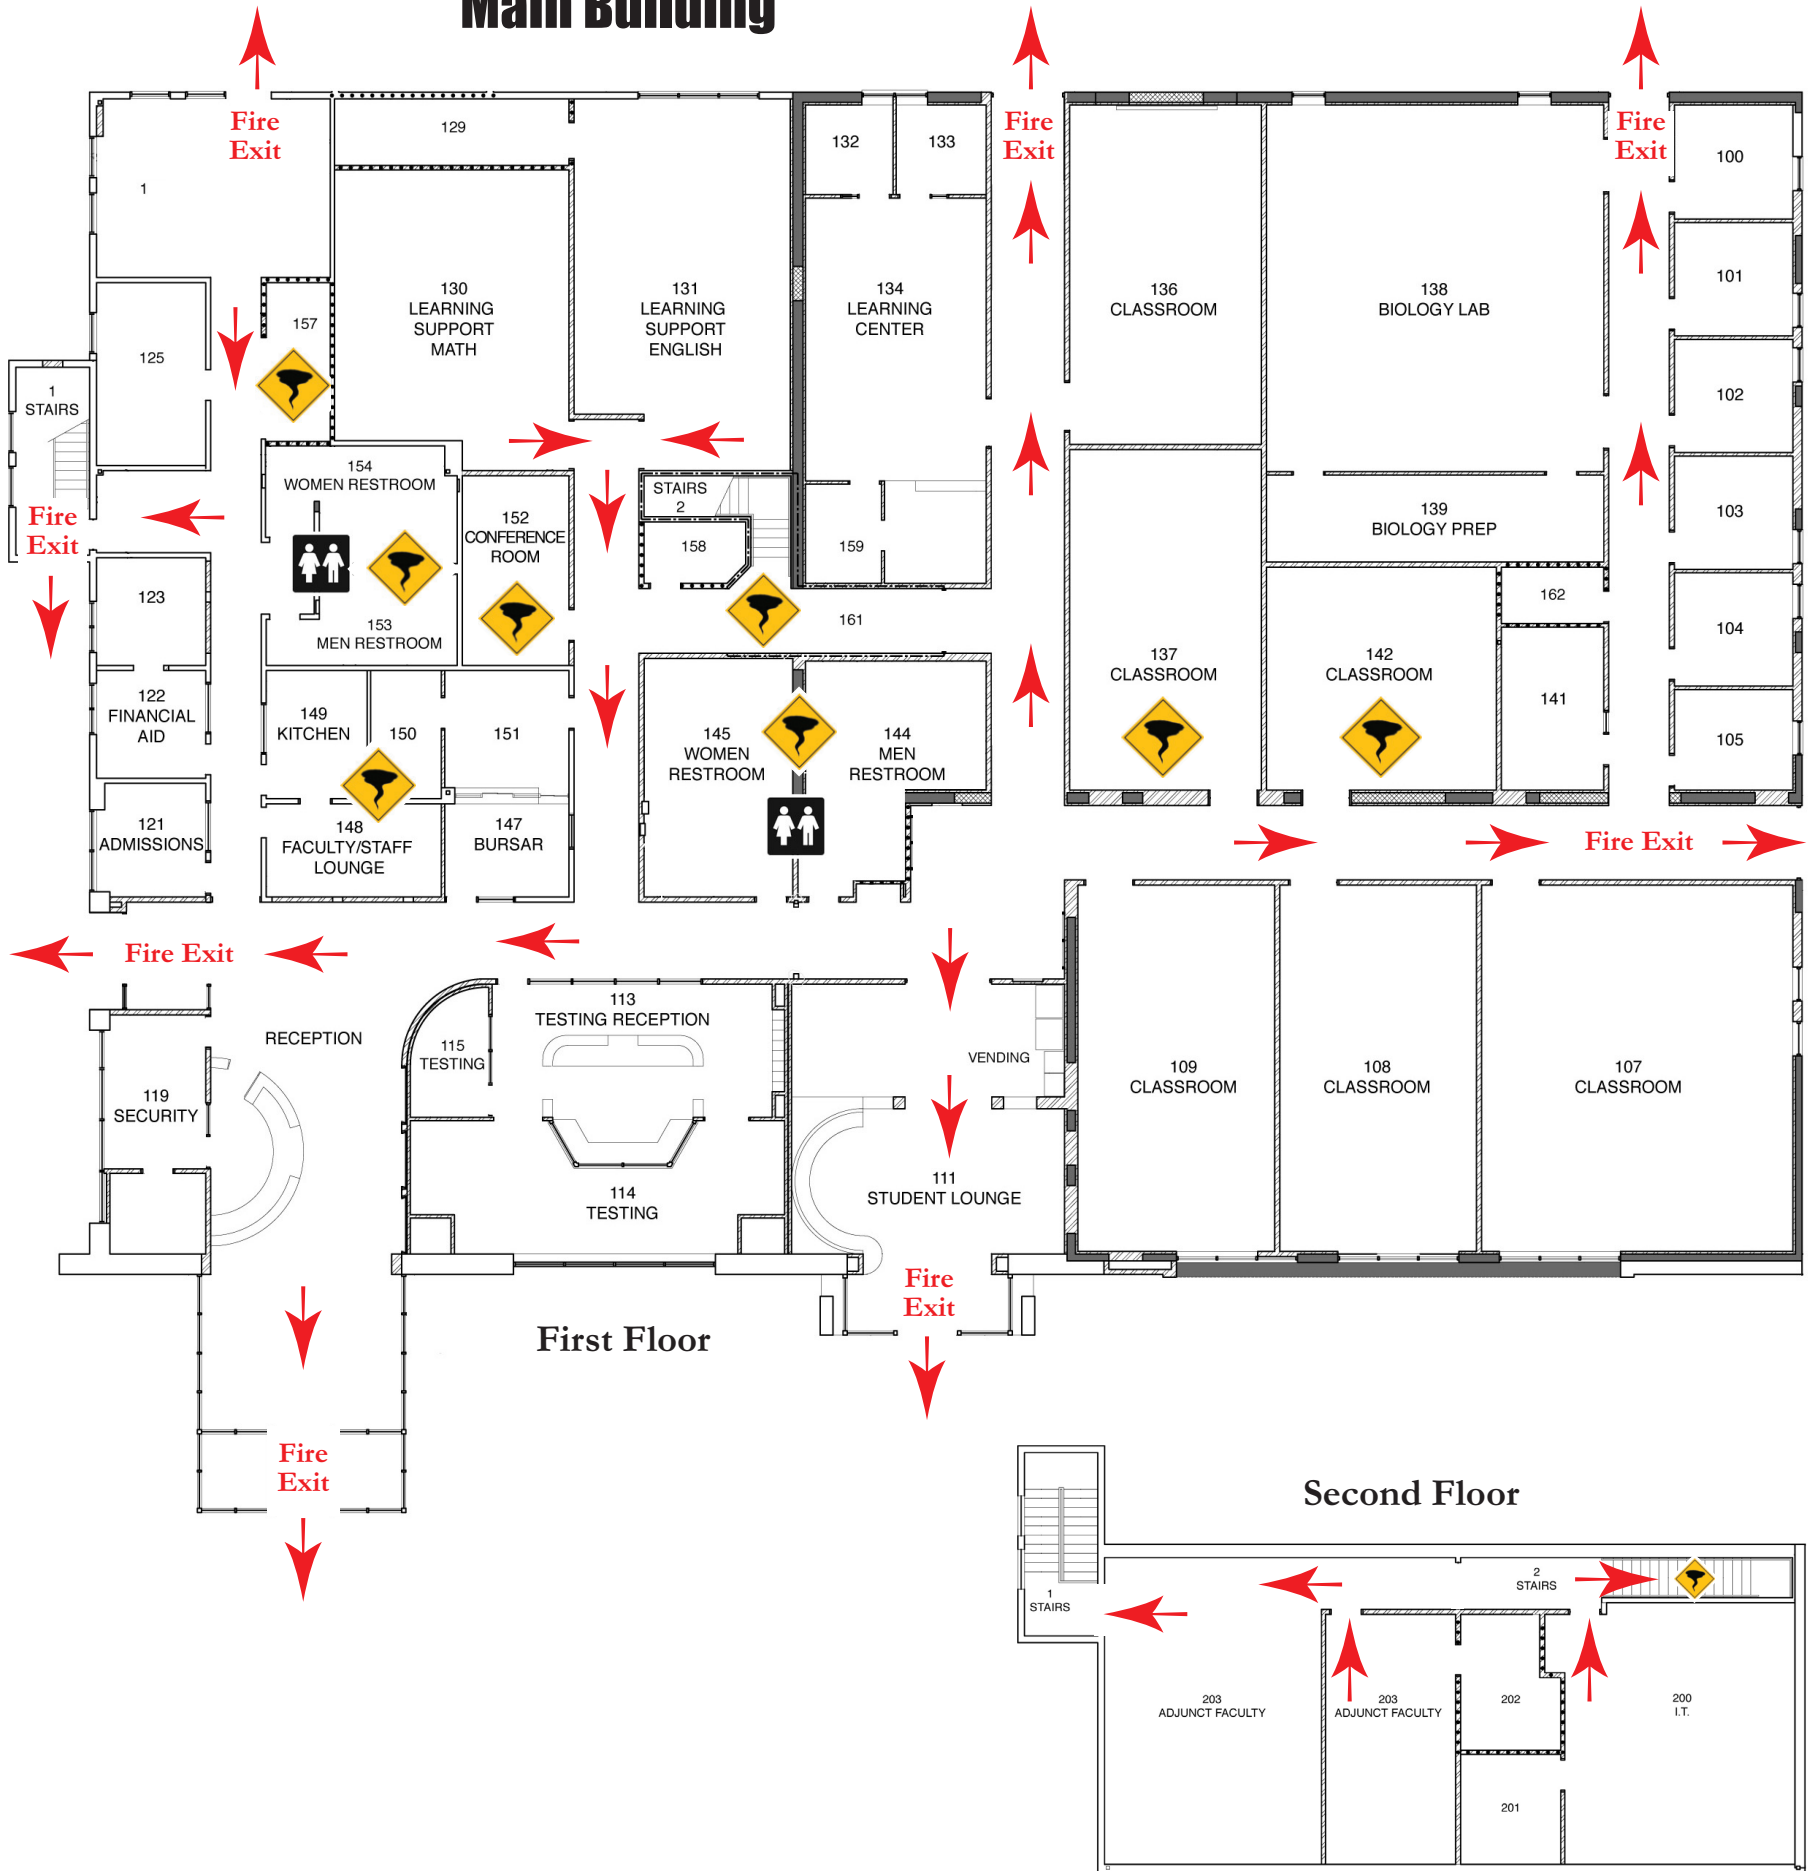 Main Building
Fire
Exit
Fire
Exit
Fire
Exit
129
132
133
100
1
101
130
LEARNING
SUPPORT
MATH
131
LEARNING
SUPPORT
ENGLISH
134
LEARNING
CENTER
136
CLASSROOM
138
BIOLOGY LAB
157
125
1
STAIRS
102
154
WOMEN RESTROOM
STAIRS
2
152
CONFERENCE
ROOM
139
BIOLOGY PREP
103
Fire
Exit
158
159
123
162
161
153
MEN RESTROOM
104
137
CLASSROOM
142
CLASSROOM
122
FINANCIAL
AID
149
KITCHEN
150
151
145
WOMEN
RESTROOM
144
MEN
RESTROOM
141
105
121
ADMISSIONS
148
FACULTY/STAFF
LOUNGE
147
BURSAR
Fire Exit
Fire Exit
113
TESTING RECEPTION
RECEPTION
115
TESTING
VENDING
109
CLASSROOM
108
CLASSROOM
107
CLASSROOM
119
SECURITY
111
STUDENT LOUNGE
114
TESTING
Fire
Exit
First Floor
Fire
Exit
Second Floor
2
STAIRS
1
STAIRS
203
ADJUNCT FACULTY
203
ADJUNCT FACULTY
202
200
I.T.
201